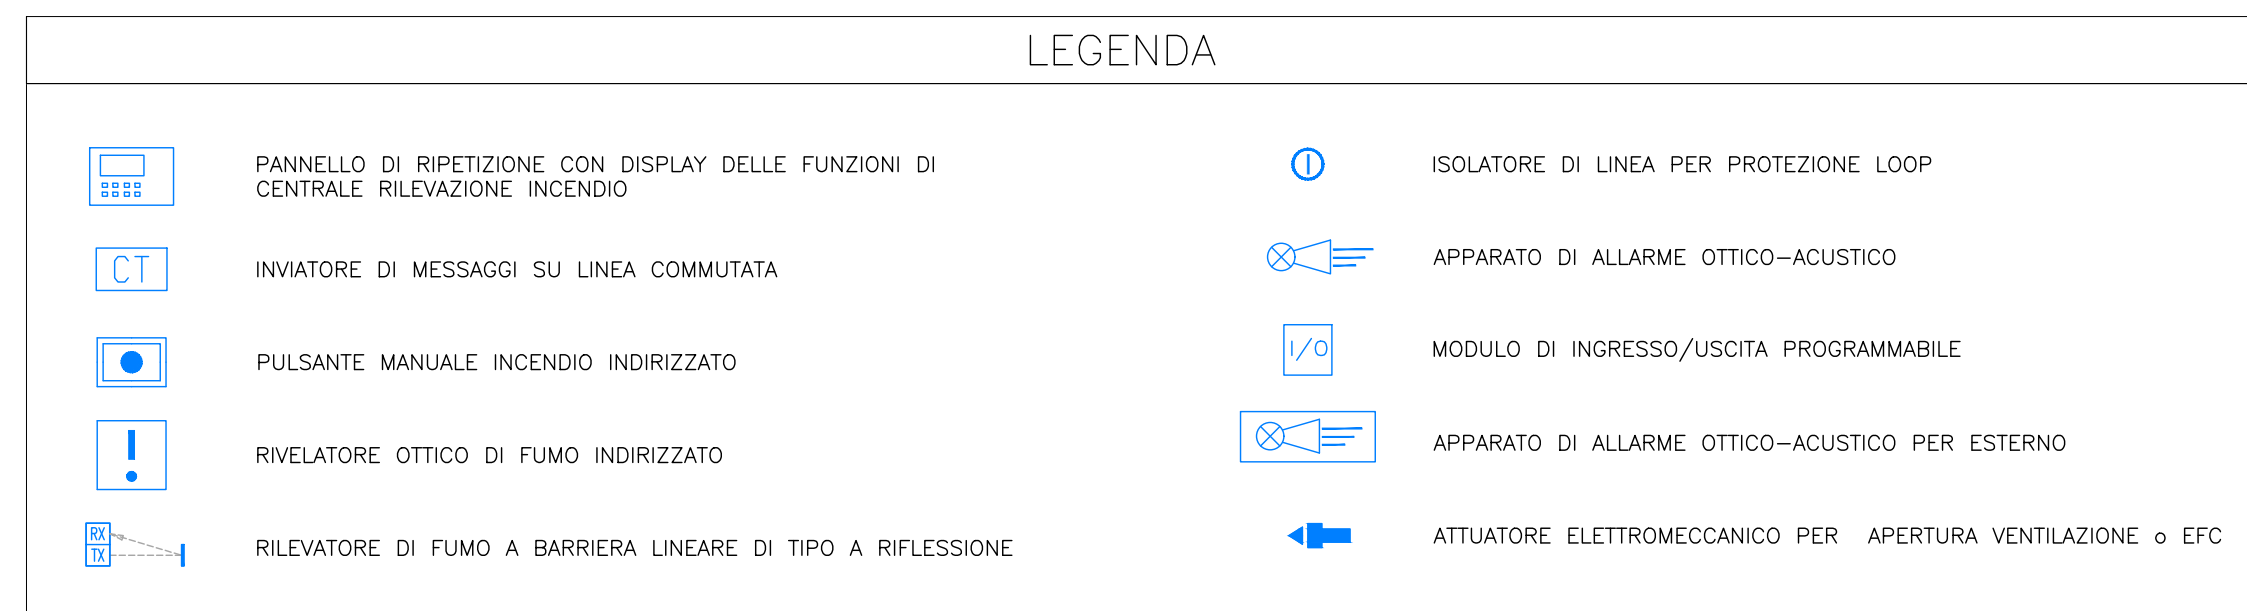 LEGENDA
PANNELLO DI RIPETIZIONE CON DISPLAY DELLE FUNZIONI DI
CENTRALE RILEVAZIONE INCENDIO
CT
INVIATORE DI MESSAGGI SU LINEA COMMUTATA
PULSANTE MANUALE INCENDIO INDIRIZZATO
RIVELATORE OTTICO DI FUMO INDIRIZZATO
RX
TX
RILEVATORE DI FUMO A BARRIERA LINEARE DI TIPO A RIFLESSIONE
ISOLATORE DI LINEA PER PROTEZIONE LOOP
APPARATO DI ALLARME OTTICO-ACUSTICO
I/O
MODULO DI INGRESSO/USCITA PROGRAMMABILE
APPARATO DI ALLARME OTTICO-ACUSTICO PER ESTERNO
ATTUATORE ELETTROMECCANICO PER APERTURA VENTILAZIONE o EFC